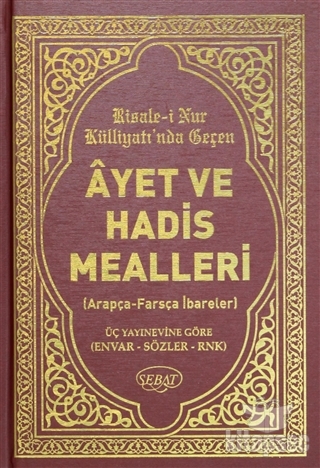 Risale-i Nur
Külliyatı'nda Geçen
ÂYET VE
HADİS
MEALLERİ
(Arapça-Farsça İbareler)
ÜÇ YAYINEVİNE GÖRE
(ENVAR - SÖZLER - RNK)
SEBAT